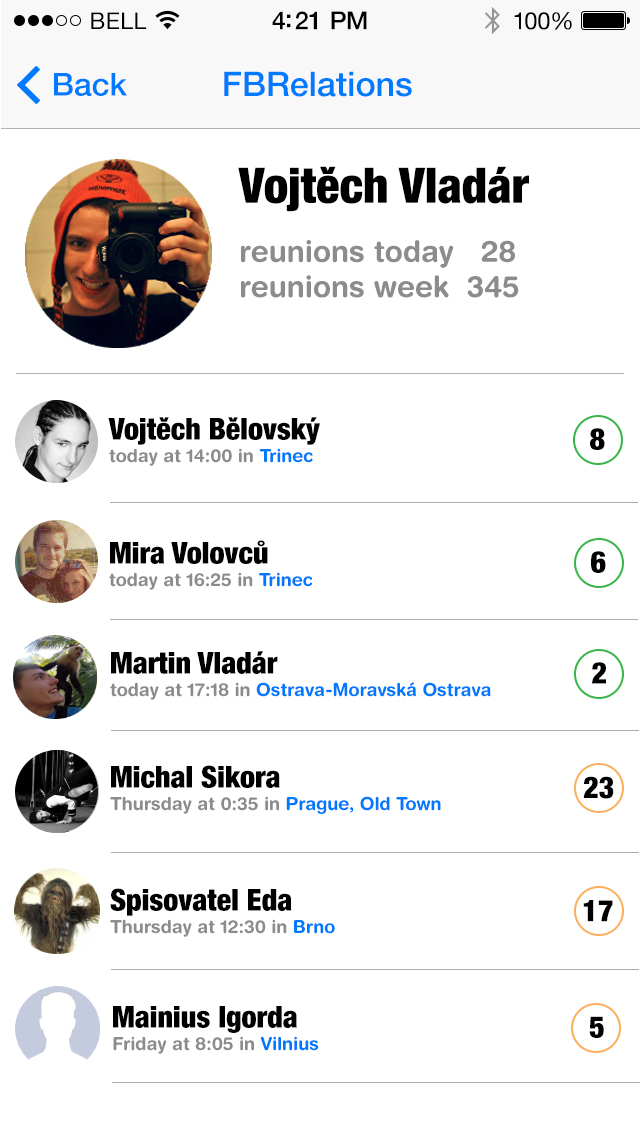 BELL 4:21 PM 100%
Back FBRelations
Vojtěch Vladár
reunions today 28
reunions week 345
Vojtěch Bělovský 8
today at 14:00 in Trinec
Mira Volovců 6
today at 16:25 in Trinec
Martin Vladár 2
today at 17:18 in Ostrava-Moravská Ostrava
Michal Sikora 23
Thursday at 0:35 in Prague, Old Town
Spisovatel Eda 17
Thursday at 12:30 in Brno
Mainius Igorda 5
Friday at 8:05 in Vilnius